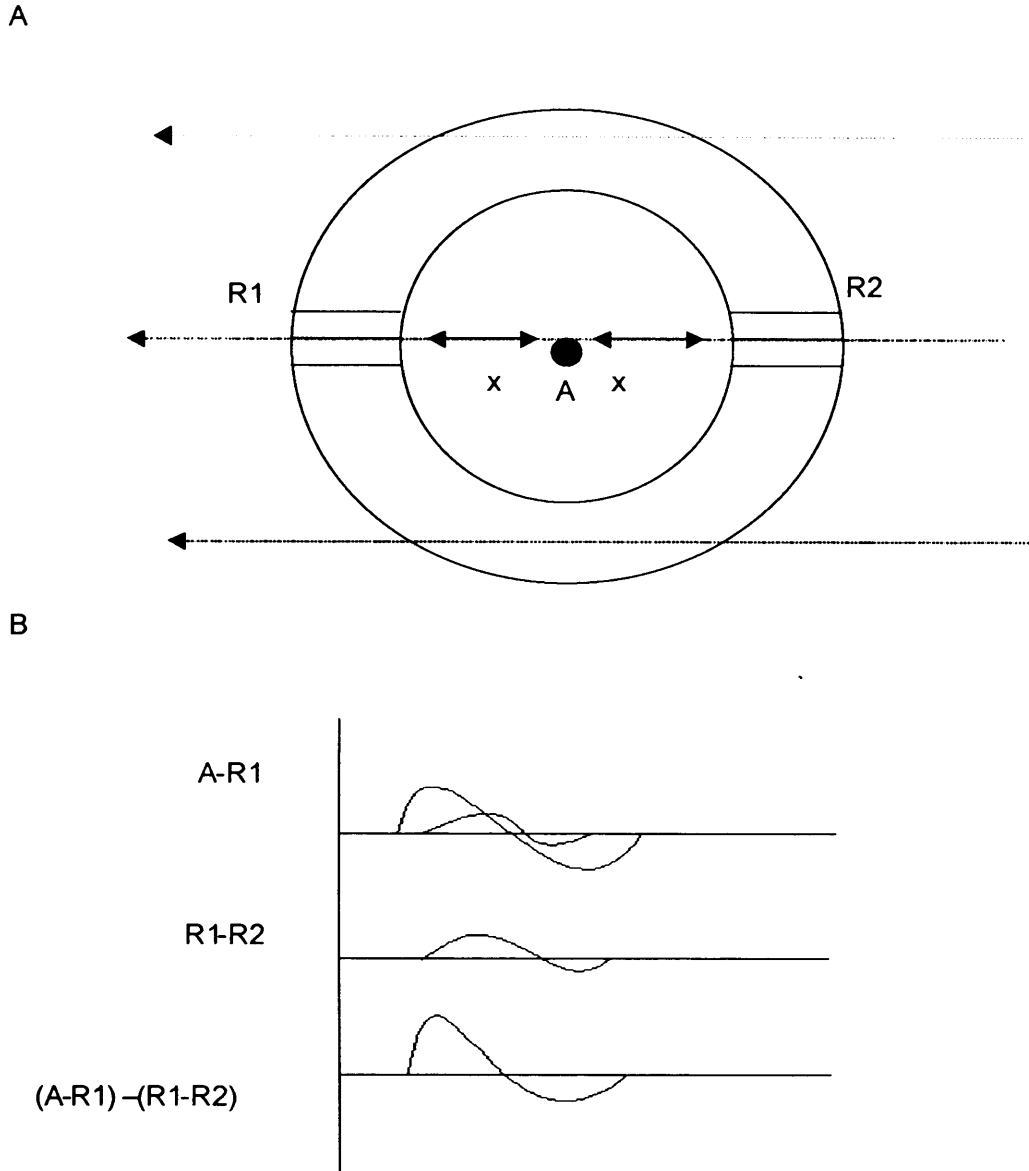 A
R1
R2
x
A
x
B
A-R1
R1-R2
(A-R1) –(R1-R2)